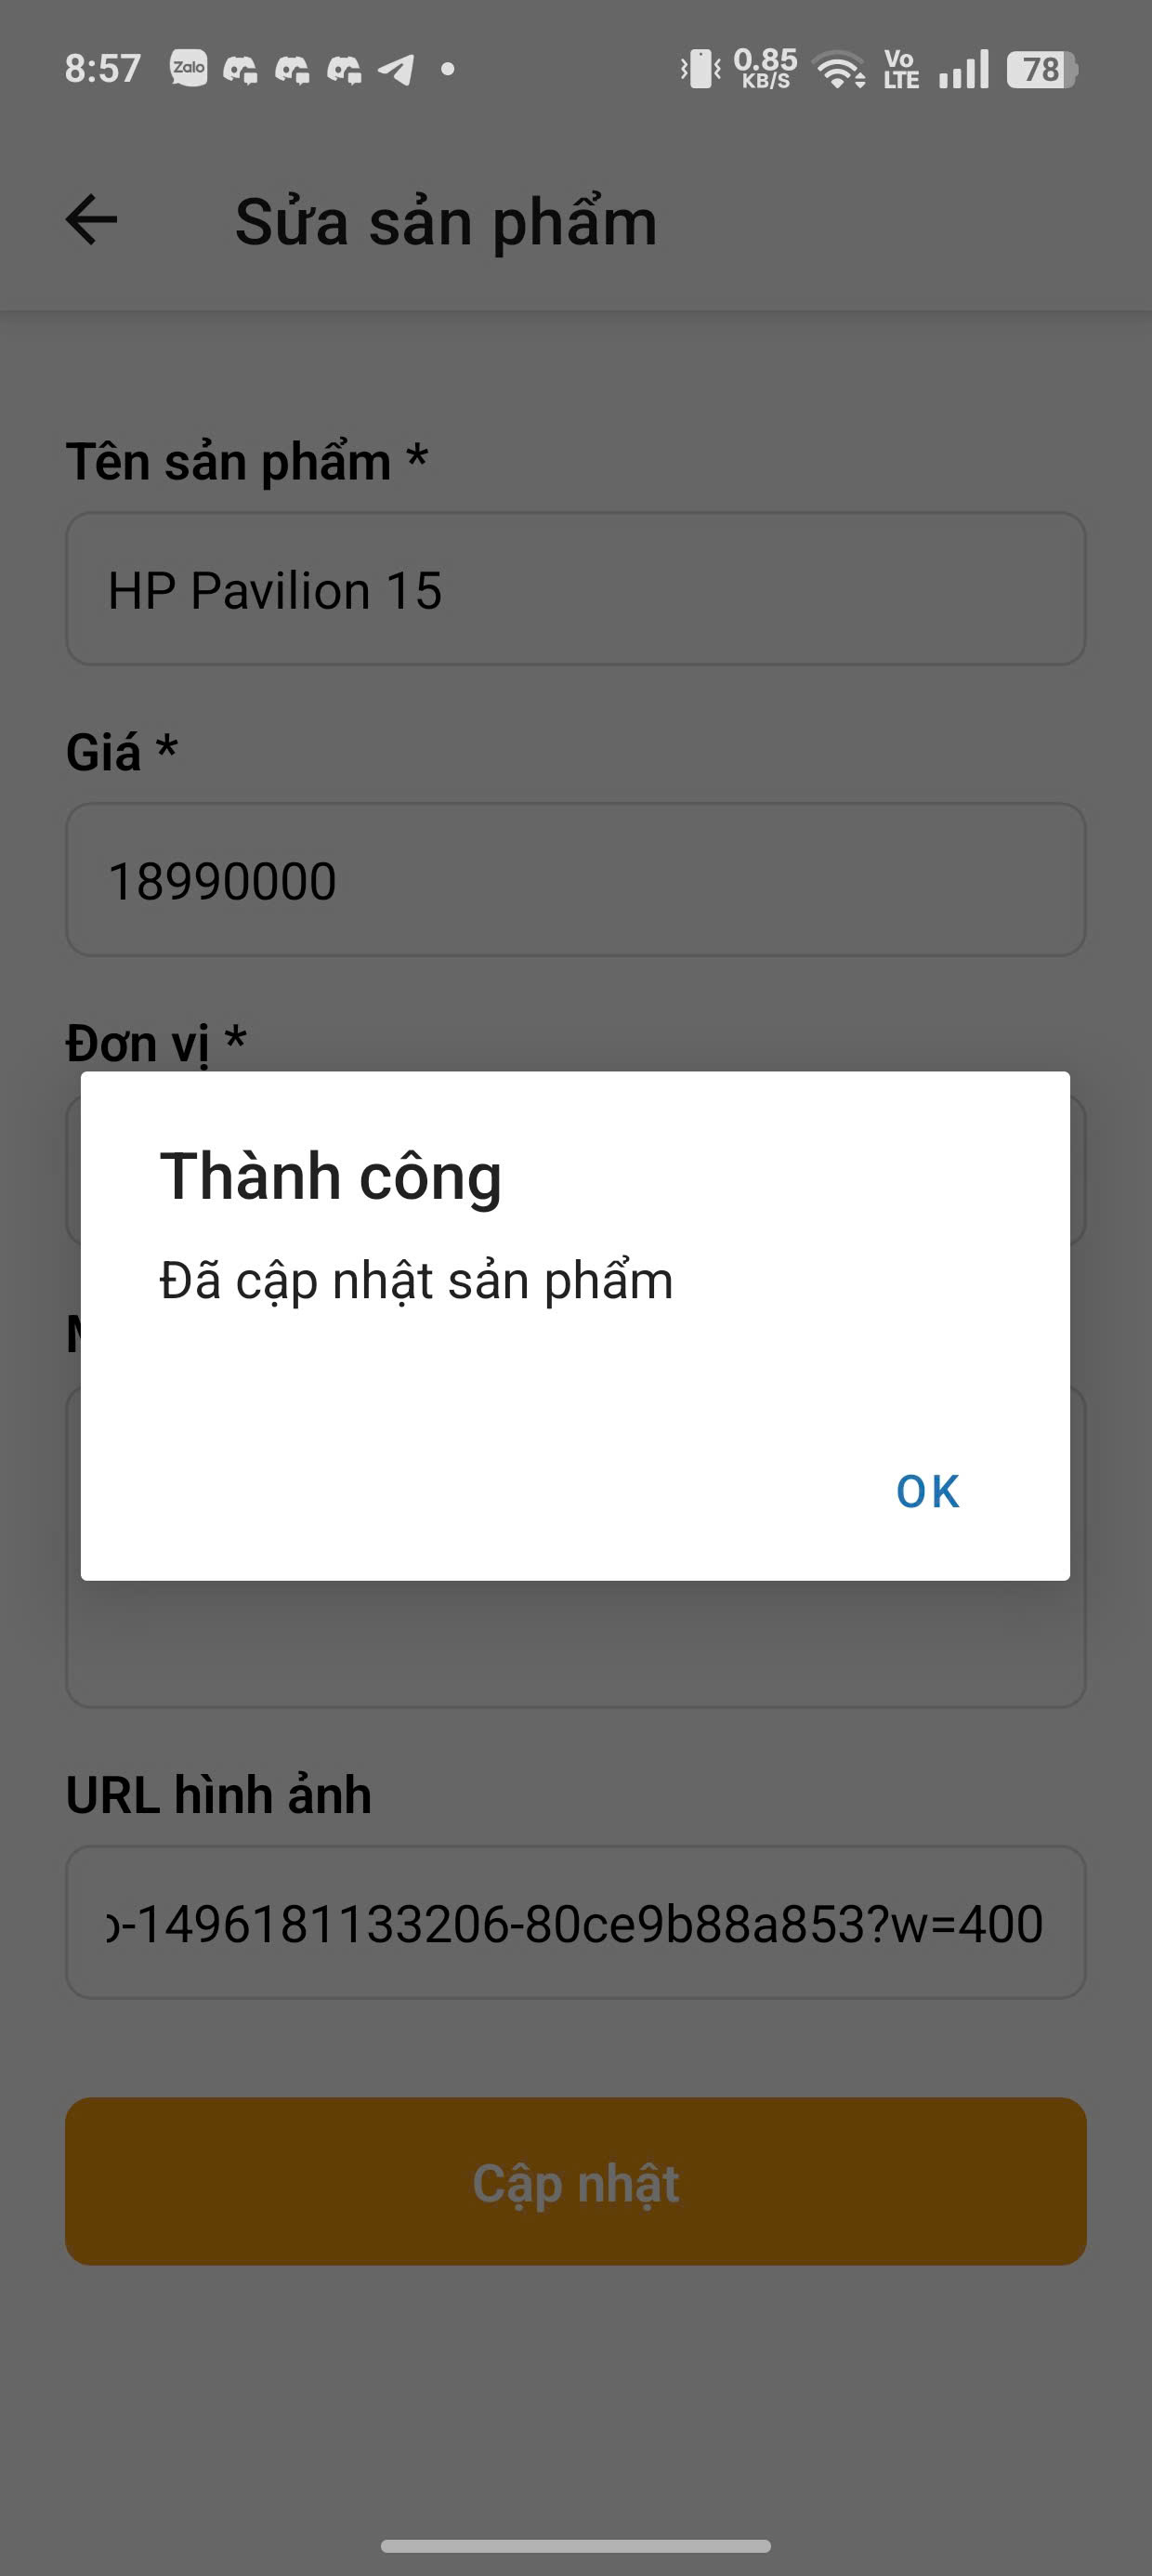 8:57 Zalo 0.85 KB/S Vo LTE 78
Sửa sản phẩm
Tên sản phẩm *
HP Pavilion 15
Giá *
18990000
Đơn vị *
Thành công
Đã cập nhật sản phẩm
OK
URL hình ảnh
-1496181133206-80ce9b88a853?w=400
Cập nhật